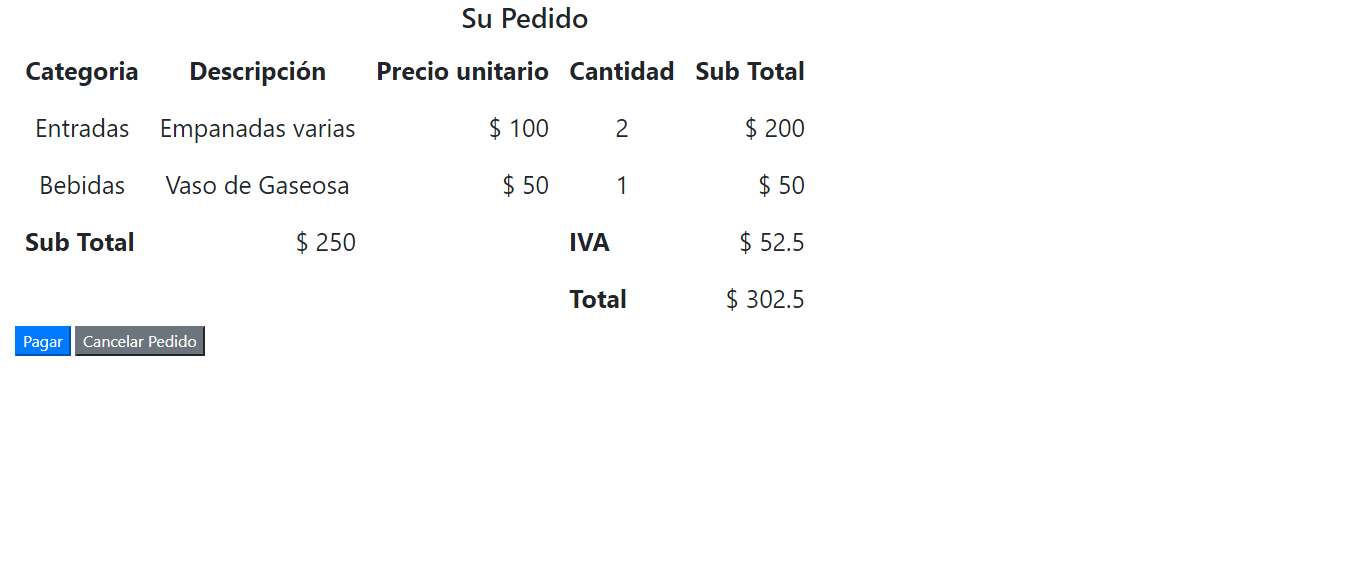 Su Pedido
Categoria Descripción Precio unitario Cantidad Sub Total
Entradas Empanadas varias $ 100 2 $ 200
Bebidas Vaso de Gaseosa $ 50 1 $ 50
Sub Total $ 250 IVA $ 52.5
Total $ 302.5
Pagar Cancelar Pedido